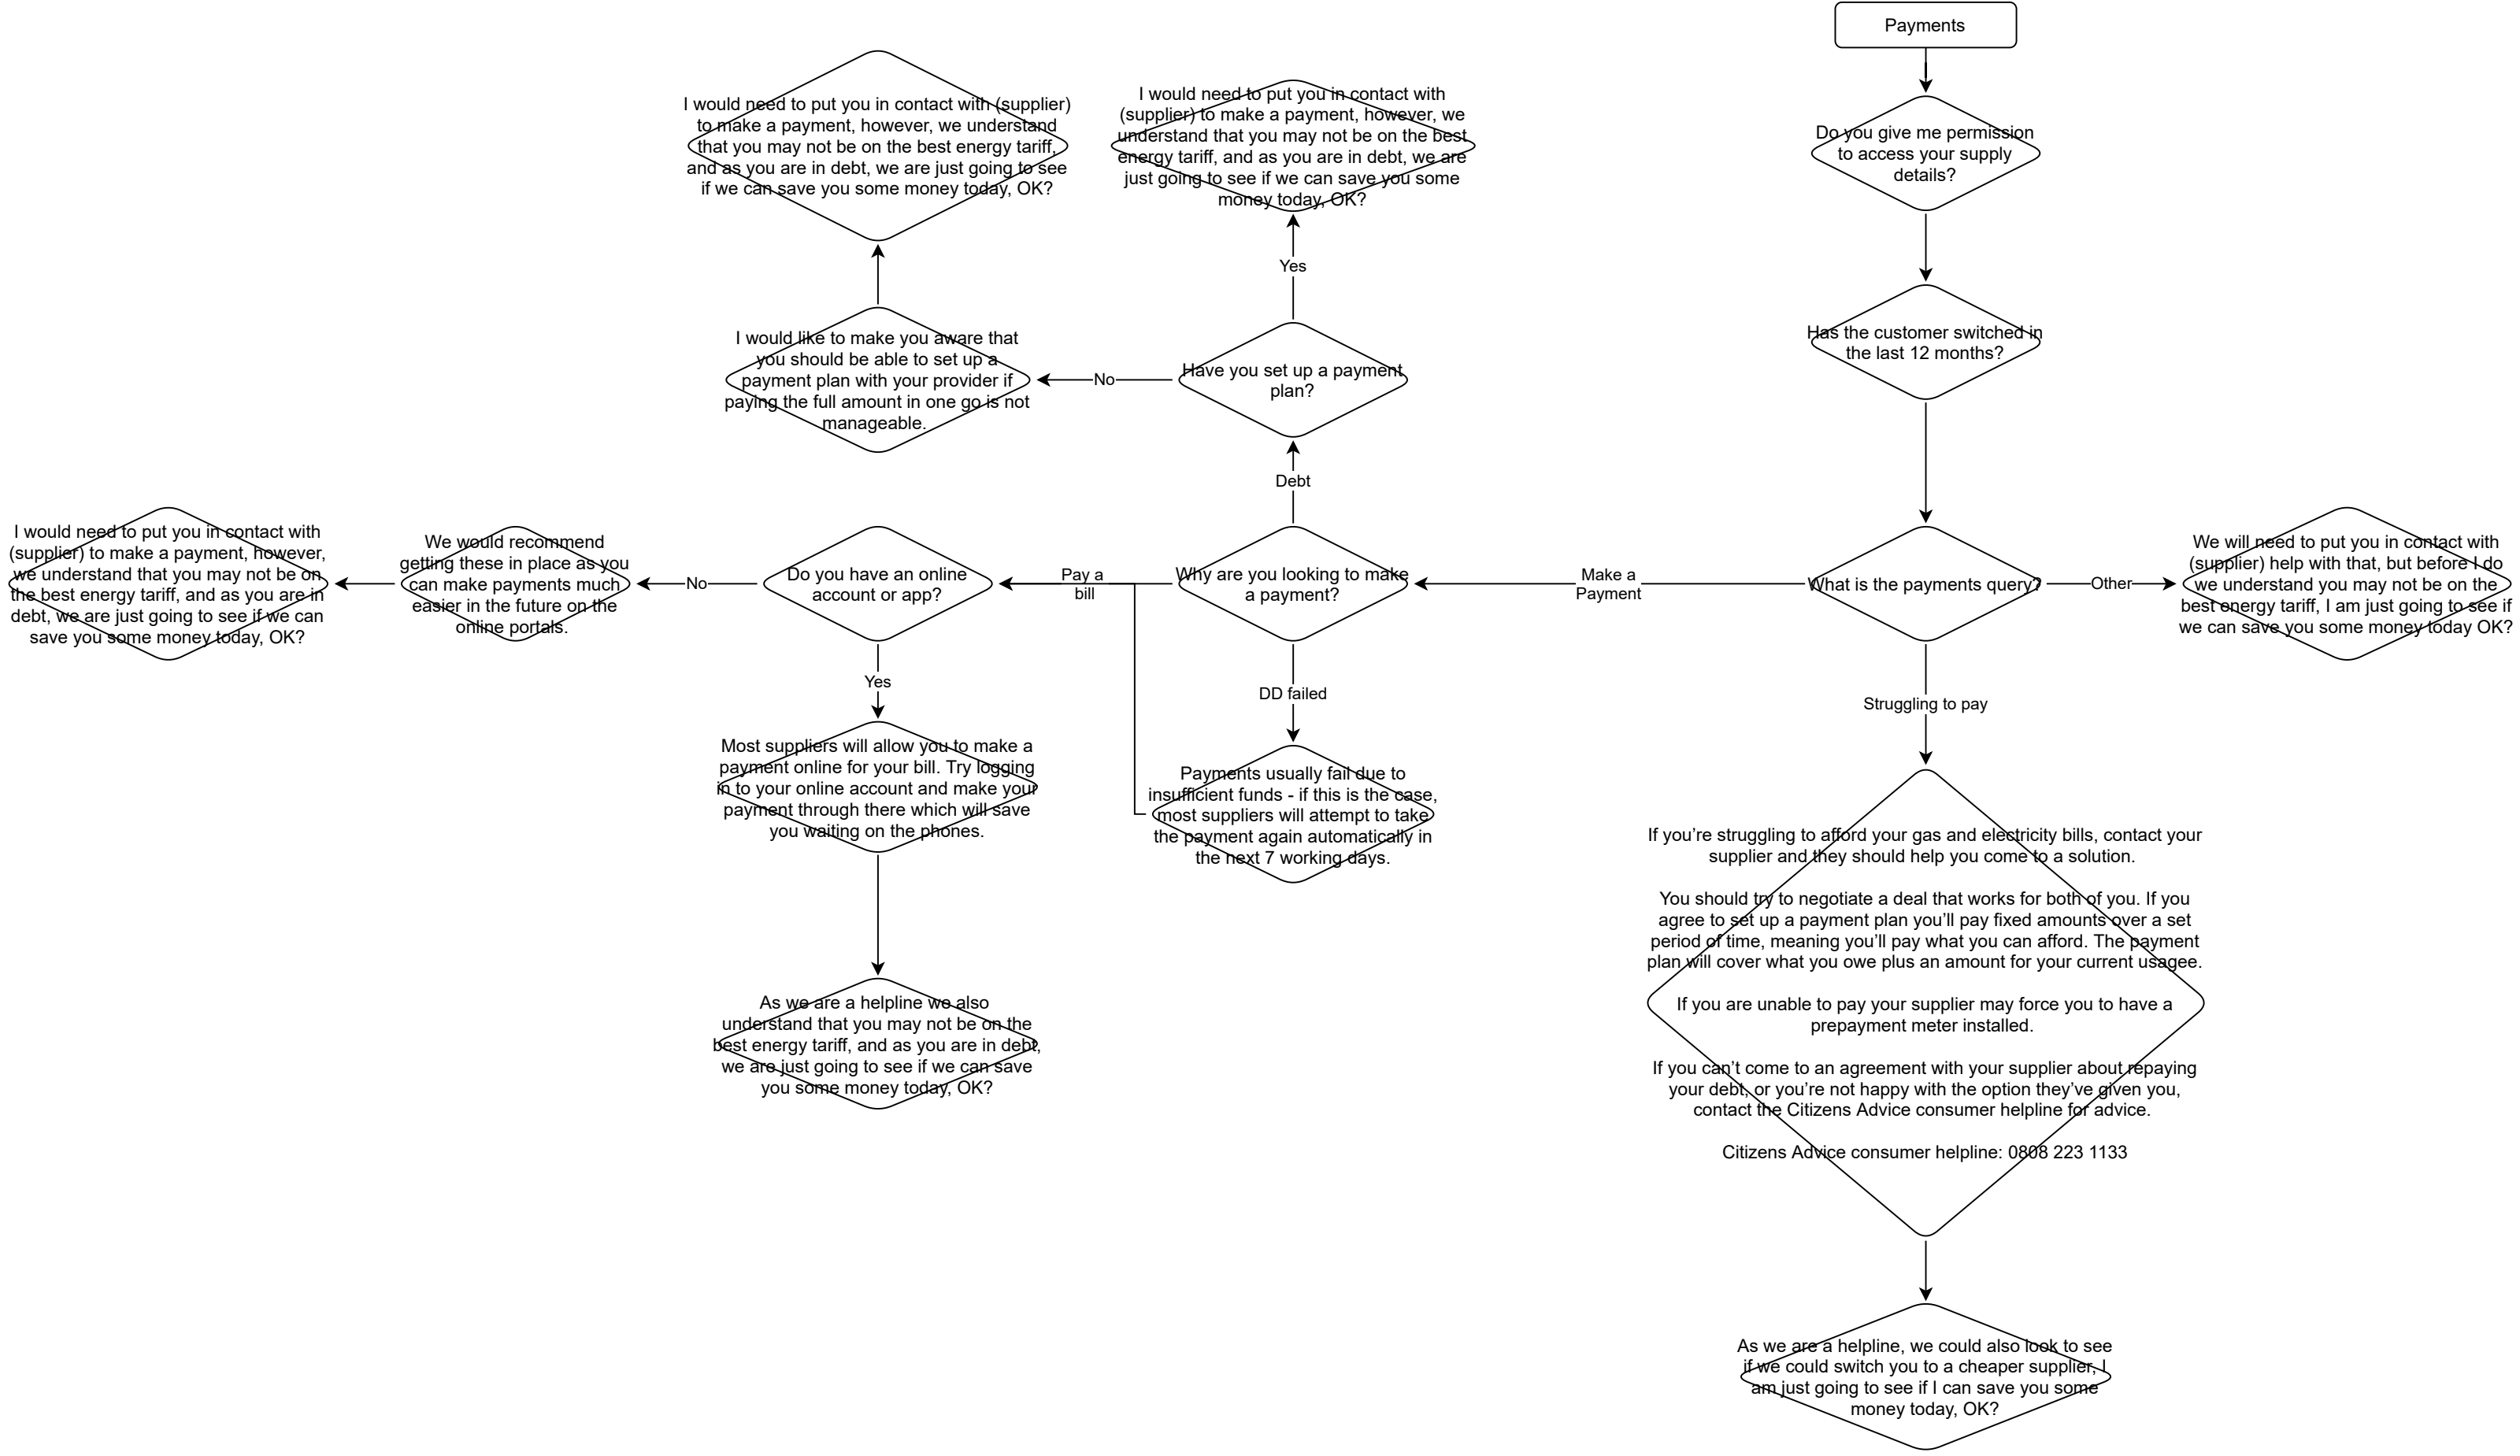 Payments
Do you give me permission
to access your supply
details?
Has the customer switched in
the last 12 months?
What is the payments query?
Other
We will need to put you in contact with
(supplier) help with that, but before I do
we understand you may not be on the
best energy tariff, I am just going to see if
we can save you some money today OK?
Struggling to pay
If you’re struggling to afford your gas and electricity bills, contact your
supplier and they should help you come to a solution.
You should try to negotiate a deal that works for both of you. If you
agree to set up a payment plan you’ll pay fixed amounts over a set
period of time, meaning you’ll pay what you can afford. The payment
plan will cover what you owe plus an amount for your current usagee.
If you are unable to pay your supplier may force you to have a
prepayment meter installed.
If you can’t come to an agreement with your supplier about repaying
your debt, or you’re not happy with the option they’ve given you,
contact the Citizens Advice consumer helpline for advice.
Citizens Advice consumer helpline: 0808 223 1133
As we are a helpline, we could also look to see
if we could switch you to a cheaper supplier, I
am just going to see if I can save you some
money today, OK?
Make a
Payment
Why are you looking to make
a payment?
Debt
Have you set up a payment
plan?
Yes
I would need to put you in contact with
(supplier) to make a payment, however, we
understand that you may not be on the best
energy tariff, and as you are in debt, we are
just going to see if we can save you some
money today, OK?
No
I would like to make you aware that
you should be able to set up a
payment plan with your provider if
paying the full amount in one go is not
manageable.
I would need to put you in contact with (supplier)
to make a payment, however, we understand
that you may not be on the best energy tariff,
and as you are in debt, we are just going to see
if we can save you some money today, OK?
DD failed
Payments usually fail due to
insufficient funds - if this is the case,
most suppliers will attempt to take
the payment again automatically in
the next 7 working days.
Pay a
bill
Do you have an online
account or app?
No
We would recommend
getting these in place as you
can make payments much
easier in the future on the
online portals.
I would need to put you in contact with
(supplier) to make a payment, however,
we understand that you may not be on
the best energy tariff, and as you are in
debt, we are just going to see if we can
save you some money today, OK?
Yes
Most suppliers will allow you to make a
payment online for your bill. Try logging
in to your online account and make your
payment through there which will save
you waiting on the phones.
As we are a helpline we also
understand that you may not be on the
best energy tariff, and as you are in debt,
we are just going to see if we can save
you some money today, OK?